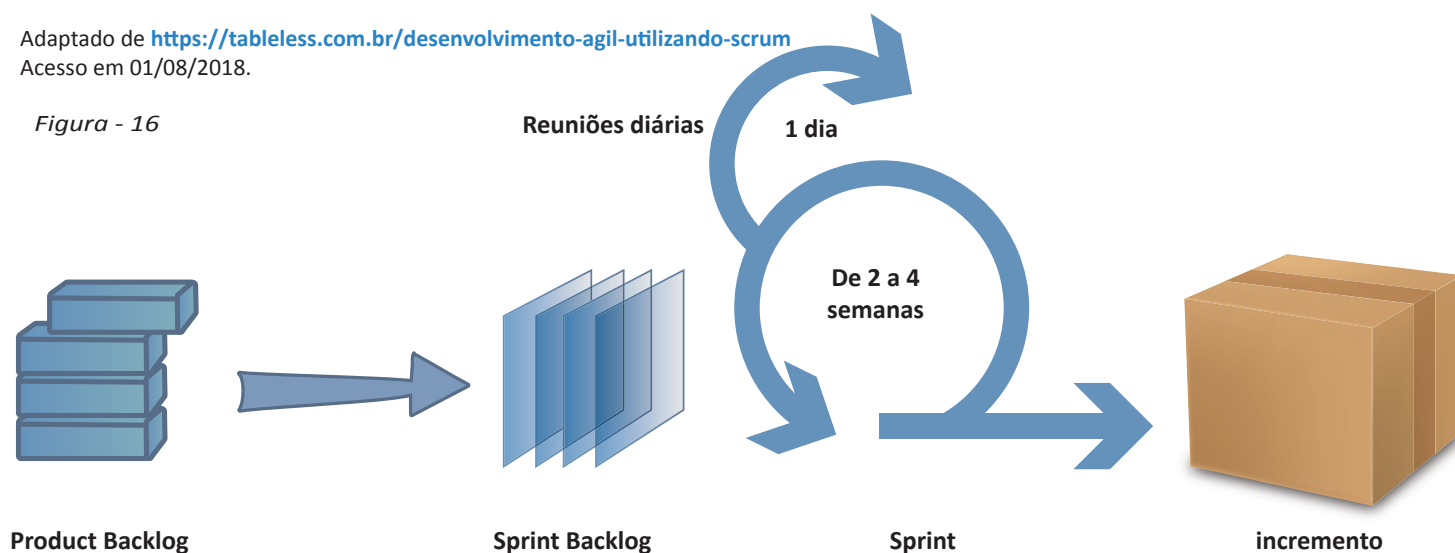 Adaptado de https://tableless.com.br/desenvolvimento-agil-utilizando-scrum
Acesso em 01/08/2018.
Figura - 16
Reuniões diárias
1 dia
De 2 a 4
semanas
Product Backlog
Sprint Backlog
Sprint
incremento